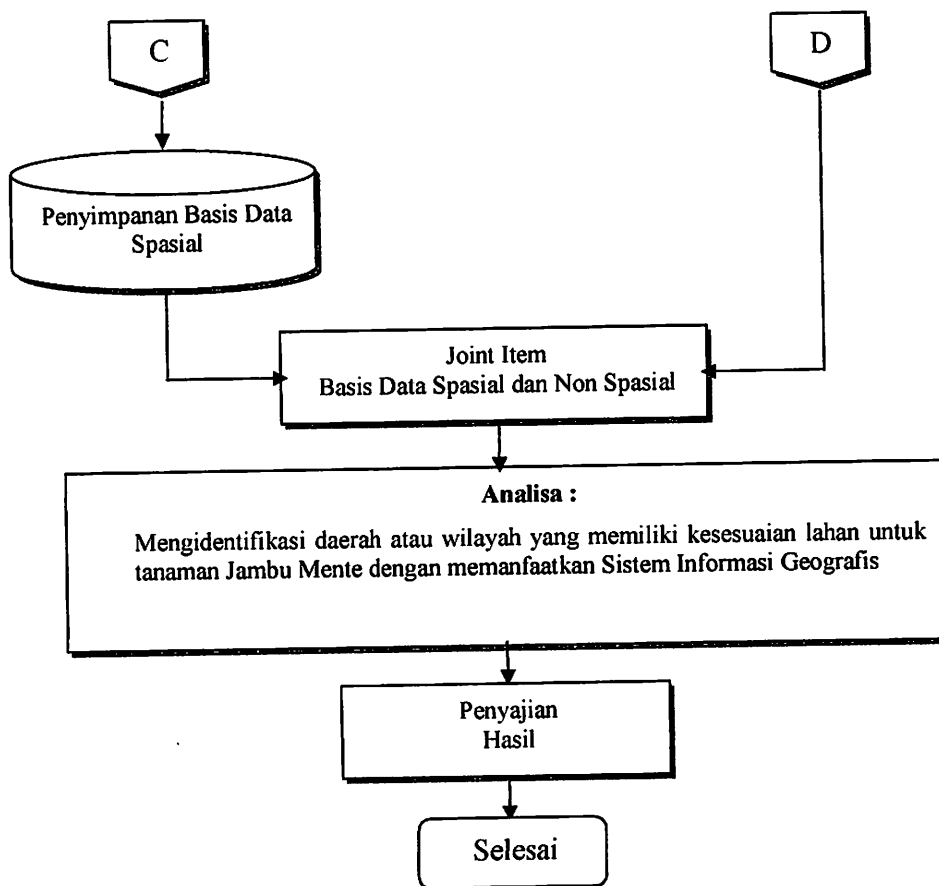 C
D
Penyimpanan Basis Data
Spasial
Joint Item
Basis Data Spasial dan Non Spasial
Analisa :
Mengidentifikasi daerah atau wilayah yang memiliki kesesuaian lahan untuk
tanaman Jambu Mente dengan memanfaatkan Sistem Informasi Geografis
Penyajian
Hasil
Selesai